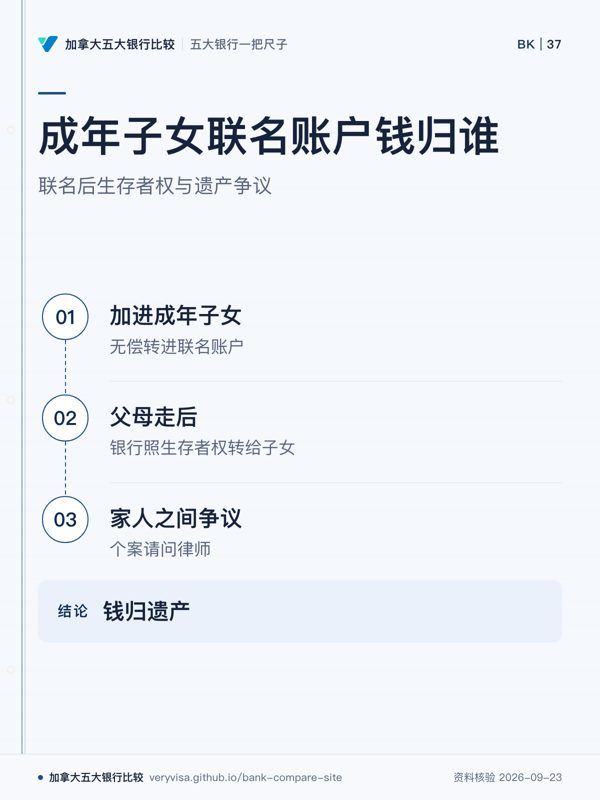 加拿大五大银行比较 | 五大银行一把尺子
BK | 37
成年子女联名账户钱归谁
联名后生存者权与遗产争议
01
加进成年子女
无偿转进联名账户
02
父母走后
银行照生存者权转给子女
03
家人之间争议
个案请问律师
结论 钱归遗产
加拿大五大银行比较 veryvisa.github.io/bank-compare-site
资料核验 2026-09-23